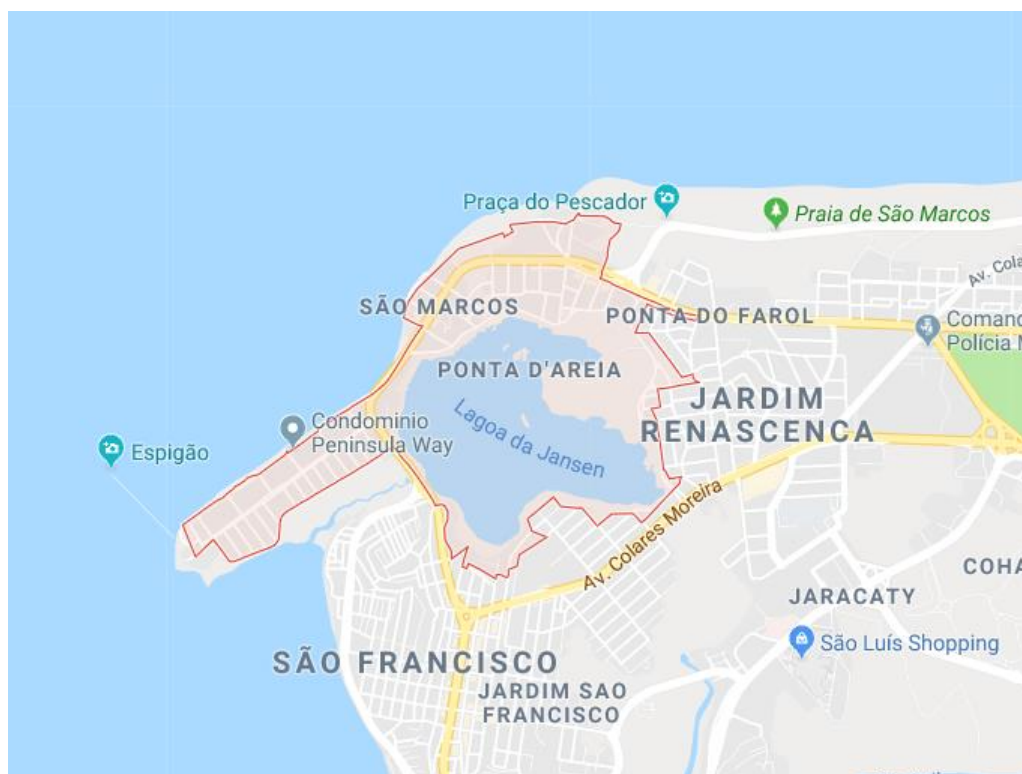 Praça do Pescador
Praia de São Marcos
Av. Cola
SÃO MARCOS
PONTA DO FAROL
Comand
Polícia M
PONTA D'AREIA
JARDIM
RENASCENCA
Condominio
Peninsula Way
Lagoa da Jansen
Espigão
Av. Colares Moreira
COHA
JARACATY
São Luís Shopping
SÃO FRANCISCO
JARDIM SAO
FRANCISCO